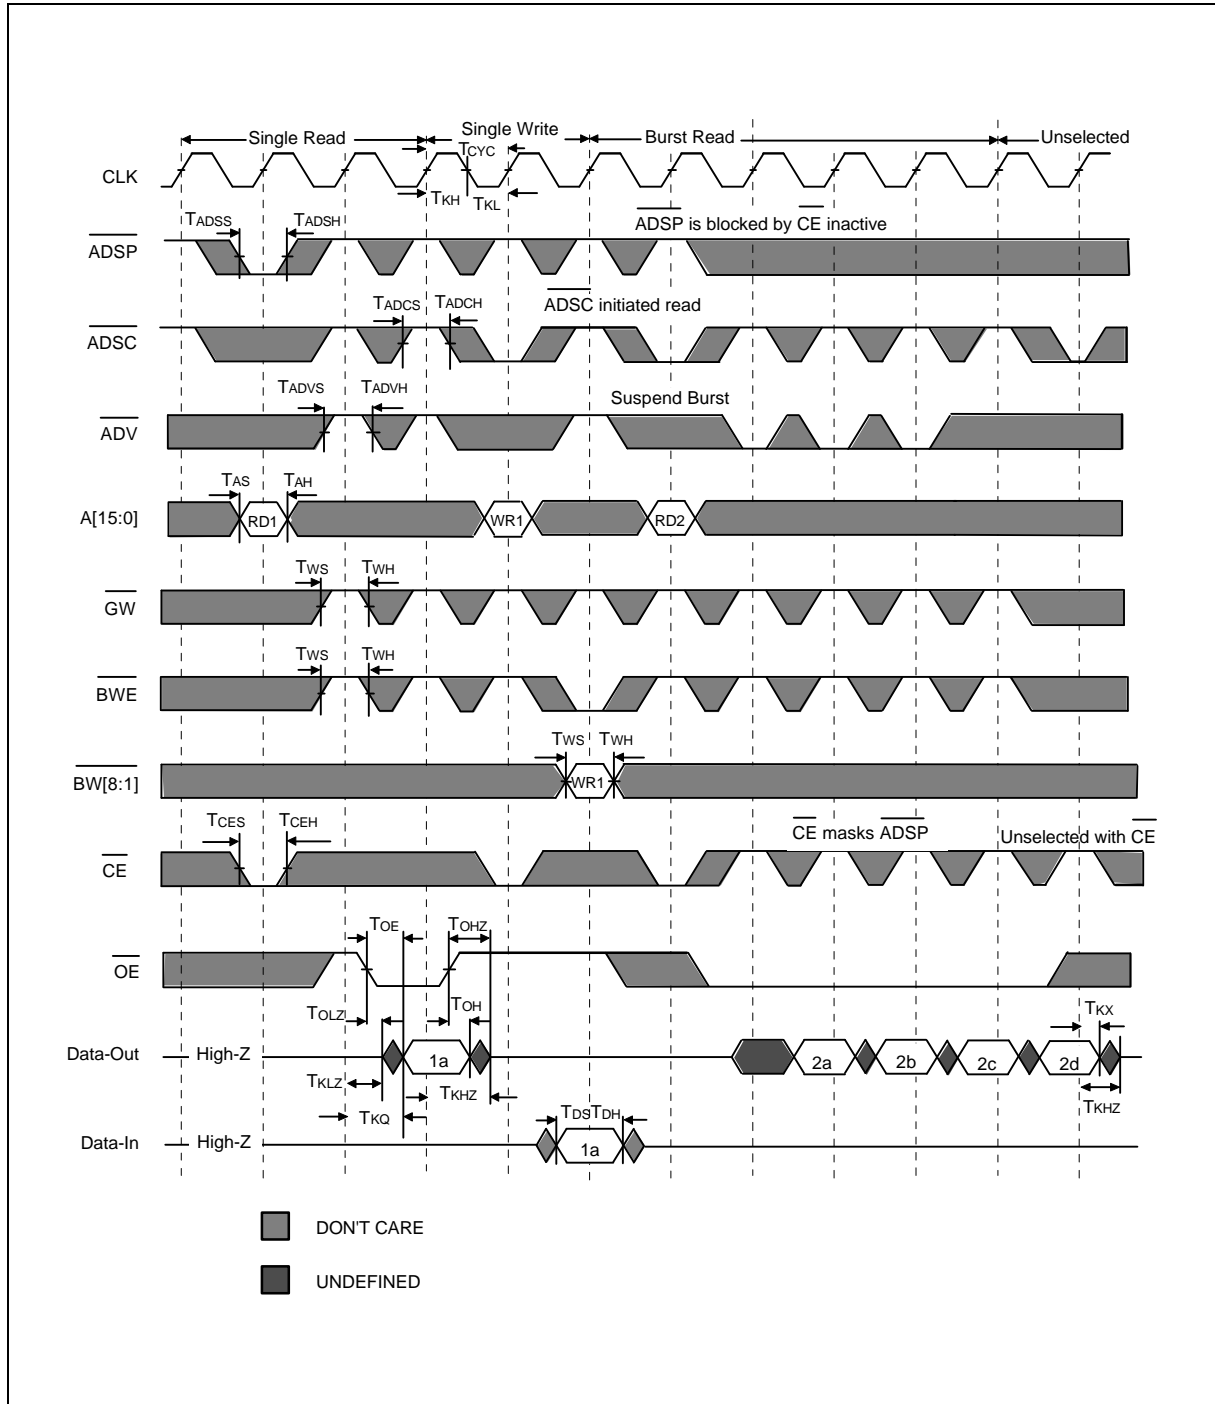 Single Read
Single Write
Burst Read
Unselected
TCYC
CLK
TKH
TKL
TADSS
TADSH
ADSP is blocked by CE inactive
ADSP
TADCS
TADCH
ADSC initiated read
ADSC
TADVS
TADVH
Suspend Burst
ADV
TAS
TAH
A[15:0]
RD1
WR1
RD2
TWS
TWH
GW
TWS
TWH
BWE
TWS
TWH
BW[8:1]
WR1
TCES
TCEH
CE masks ADSP
Unselected with CE
CE
TOE
TOHZ
OE
TOLZ
TOH
TKX
Data-Out
High-Z
1a
2a
2b
2c
2d
TKLZ
TKHZ
TKHZ
TKQ
TDS
TDH
Data-In
High-Z
1a
DON'T CARE
UNDEFINED